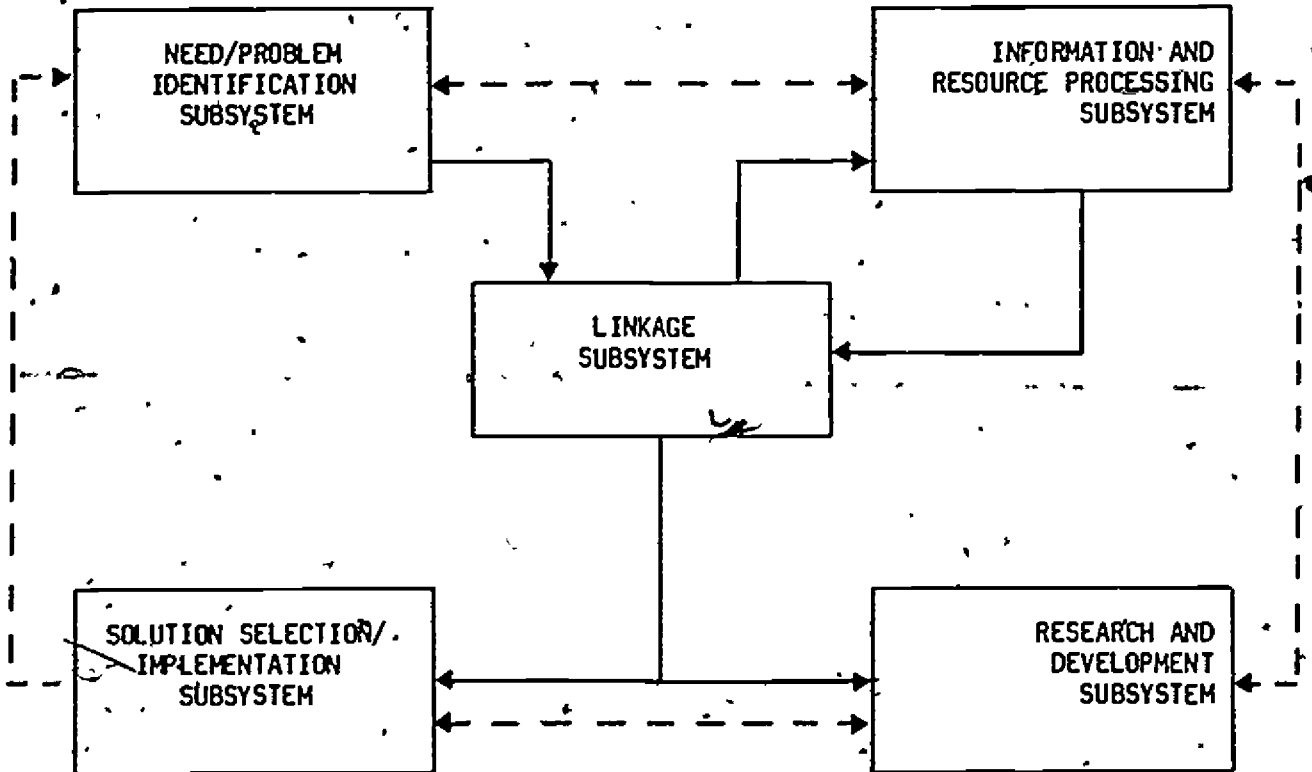 NEED/PROBLEM
IDENTIFICATION
SUBSYSTEM
INFORMATION AND
RESOURCE PROCESSING
SUBSYSTEM
LINKAGE
SUBSYSTEM
SOLUTION SELECTION/
IMPLEMENTATION
SUBSYSTEM
RESEARCH AND
DEVELOPMENT
SUBSYSTEM